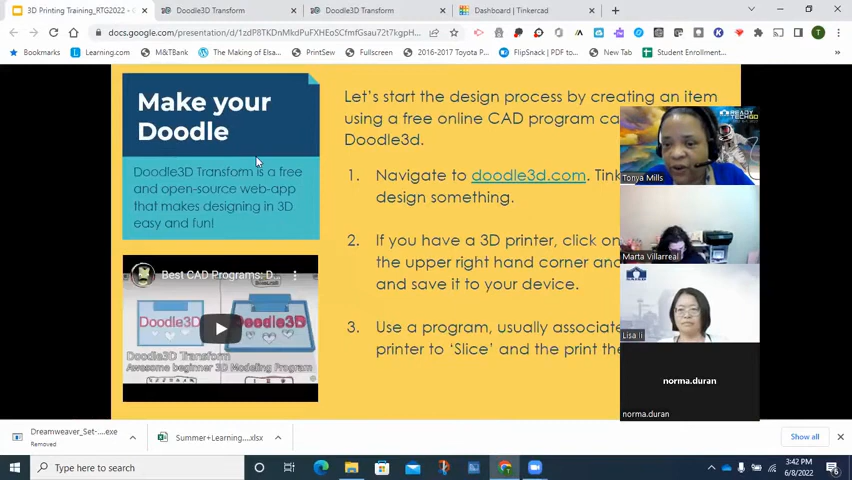 3D Printing Training_RTG2022 - G
Doodle3D Transform
Doodle3D Transform
Dashboard | Tinkercad
docs.google.com/presentation/d/1zdP8TKDnMkdPuFXHEoSCfmfGsau72t7kgpH
Bookmarks
Learning.com
M&TBank
The Making of Elsa...
PrintSew
Fullscreen
2016-2017 Toyota P...
FlipSnack | PDF to...
New Tab
Student Enrollment...
Make your
Doodle
Doodle3D Transform is a free
and open-source web-app
that makes designing in 3D
easy and fun!
Best CAD Programs: D...
Doodle3D
Doodle3D
Doodle3D Transform
Awesome beginner 3D Modeling Program
Let's start the design process by creating an item
using a free online CAD program ca
Doodle3d.
1. Navigate to doodle3d.com. Tink
design something.
2. If you have a 3D printer, click on
the upper right hand corner and
and save it to your device.
3. Use a program, usually associate
printer to 'Slice' and the print the
READY
TECH GO
Tonya Mills
Marta Villarreal
Lisa li
norma.duran
norma.duran
Dreamweaver_Set-....exe
Removed
Summer+Learning....xlsx
Show all
Type here to search
3:42 PM
6/8/2022